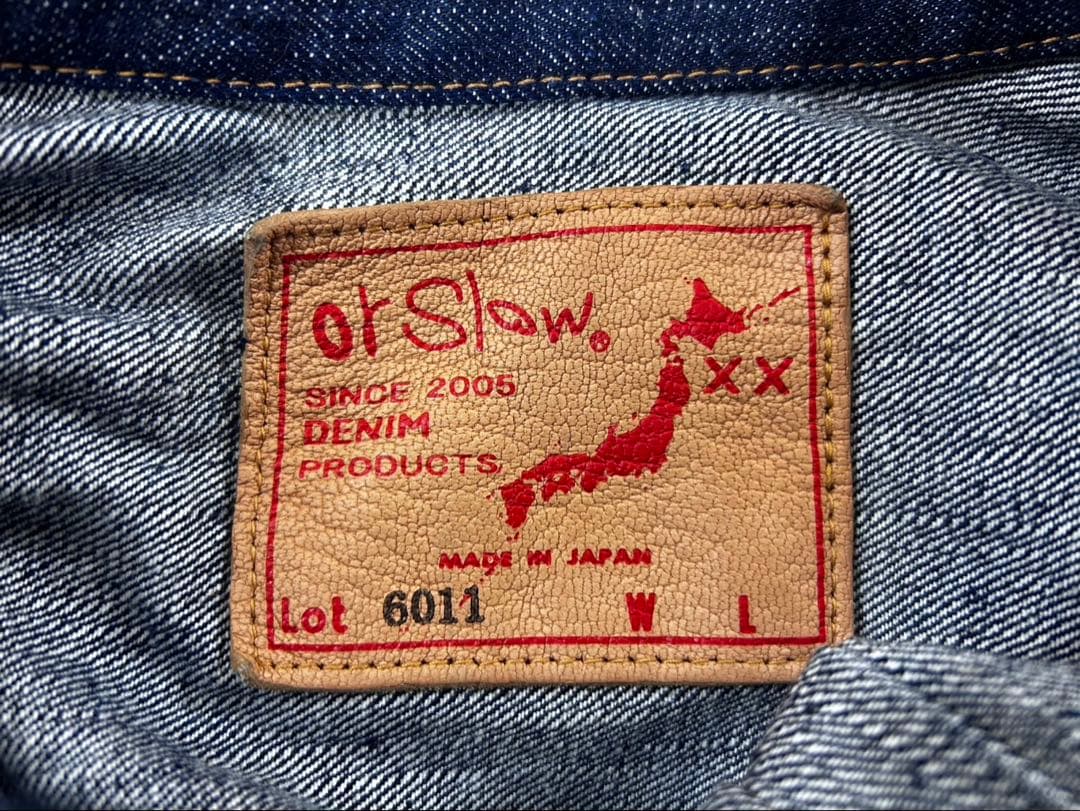 orSlow®
XX
SINCE 2005
DENIM
PRODUCTS,
MADE IN JAPAN
Lot 6011 W L